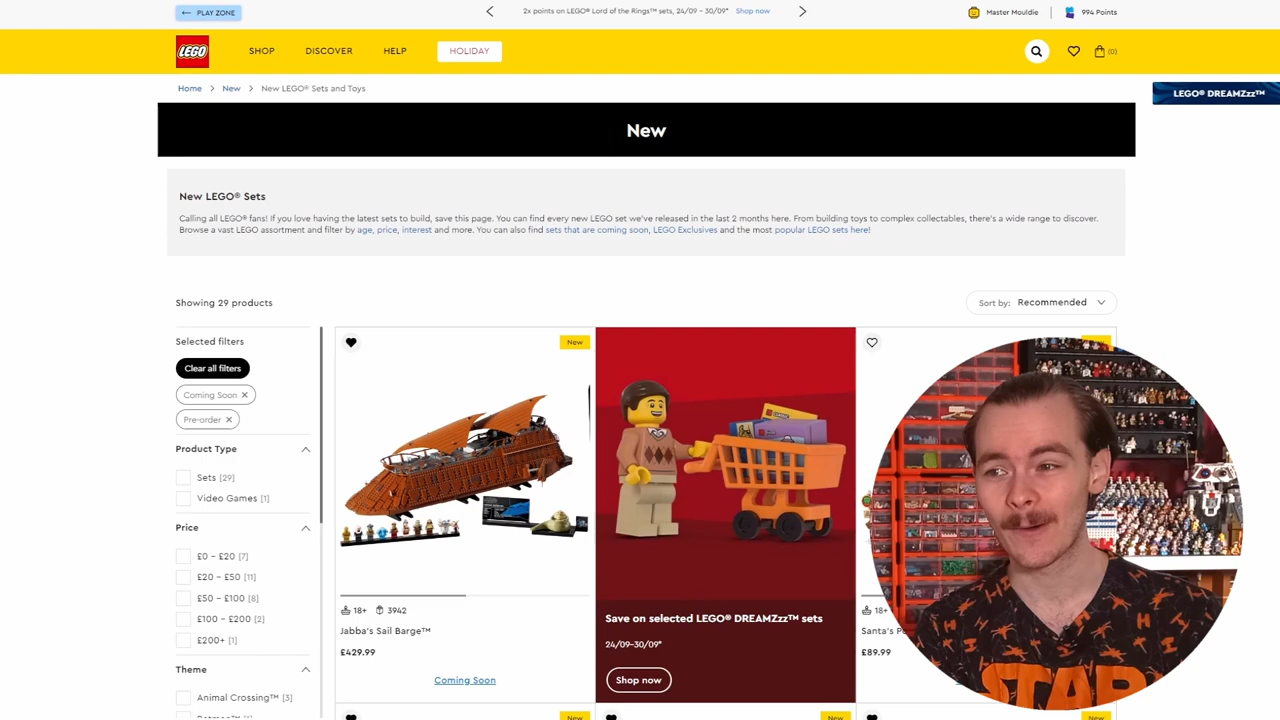 ← PLAY ZONE
2x points on LEGO® Lord of the Rings™ sets, 24/09 - 30/09* Shop now
Master Mouldie
994 Points
LEGO
SHOP
DISCOVER
HELP
HOLIDAY
(0)
Home > New > New LEGO® Sets and Toys
LEGO® DREAMZzz™
New
New LEGO® Sets
Calling all LEGO® fans! If you love having the latest sets to build, save this page. You can find every new LEGO set we've released in the last 2 months here. From building toys to complex collectables, there's a wide range to discover.
Browse a vast LEGO assortment and filter by age, price, interest and more. You can also find sets that are coming soon, LEGO Exclusives and the most popular LEGO sets here!
Showing 29 products
Sort by: Recommended
Selected filters
Clear all filters
Coming Soon ×
Pre-order ×
Product Type
Sets [29]
Video Games [1]
Price
£0 - £20 [7]
£20 - £50 [11]
£50 - £100 [8]
£100 - £200 [2]
£200+ [1]
Theme
Animal Crossing™ [3]
New
18+ 3942
Jabba's Sail Barge™
£429.99
Coming Soon
CLASSIC
Save on selected LEGO® DREAMZzz™ sets
24/09–30/09*
Shop now
18+
Santa's
£89.99
STAR
New
New
New